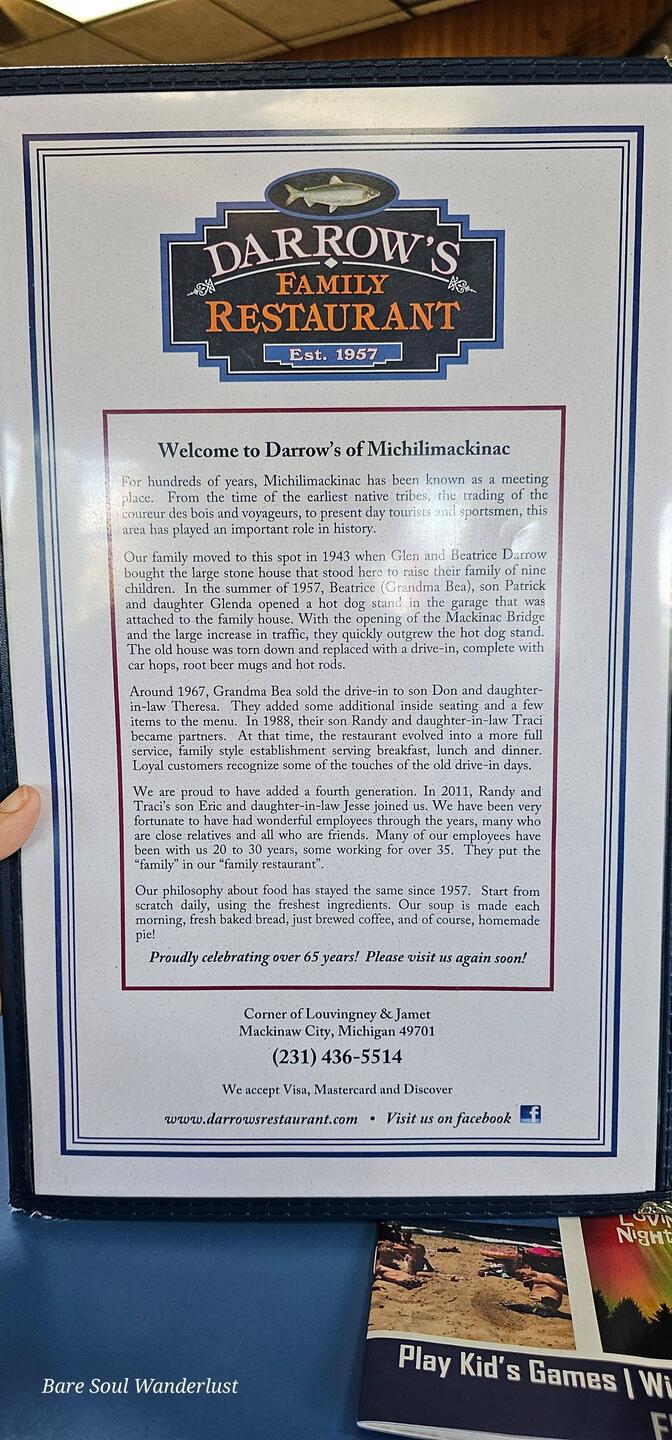 DARROW'S
FAMILY
RESTAURANT
Est. 1957
Welcome to Darrow's of Michilimackinac
For hundreds of years, Michilimackinac has been known as a meeting
place. From the time of the earliest native tribes, the trading of the
coureur des bois and voyageurs, to present day tourists and sportsmen, this
area has played an important role in history.
Our family moved to this spot in 1943 when Glen and Beatrice Darrow
bought the large stone house that stood here to raise their family of nine
children. In the summer of 1957, Beatrice (Grandma Bea), son Patrick
and daughter Glenda opened a hot dog stand in the garage that was
attached to the family house. With the opening of the Mackinac Bridge
and the large increase in traffic, they quickly outgrew the hot dog stand.
The old house was torn down and replaced with a drive-in, complete with
car hops, root beer mugs and hot rods.
Around 1967, Grandma Bea sold the drive-in to son Don and daughter-
in-law Theresa. They added some additional inside seating and a few
items to the menu. In 1988, their son Randy and daughter-in-law Traci
became partners. At that time, the restaurant evolved into a more full
service, family style establishment serving breakfast, lunch and dinner.
Loyal customers recognize some of the touches of the old drive-in days.
We are proud to have added a fourth generation. In 2011, Randy and
Traci's son Eric and daughter-in-law Jesse joined us. We have been very
fortunate to have had wonderful employees through the years, many who
are close relatives and all who are friends. Many of our employees have
been with us 20 to 30 years, some working for over 35. They put the
"family" in our "family restaurant".
Our philosophy about food has stayed the same since 1957. Start from
scratch daily, using the freshest ingredients. Our soup is made each
morning, fresh baked bread, just brewed coffee, and of course, homemade
pie!
Proudly celebrating over 65 years! Please visit us again soon!
Corner of Louvingney & Jamet
Mackinaw City, Michigan 49701
(231) 436-5514
We accept Visa, Mastercard and Discover
www.darrowsrestaurant.com • Visit us on facebook f
Night
Play Kid's Games | Wi
Bare Soul Wanderlust